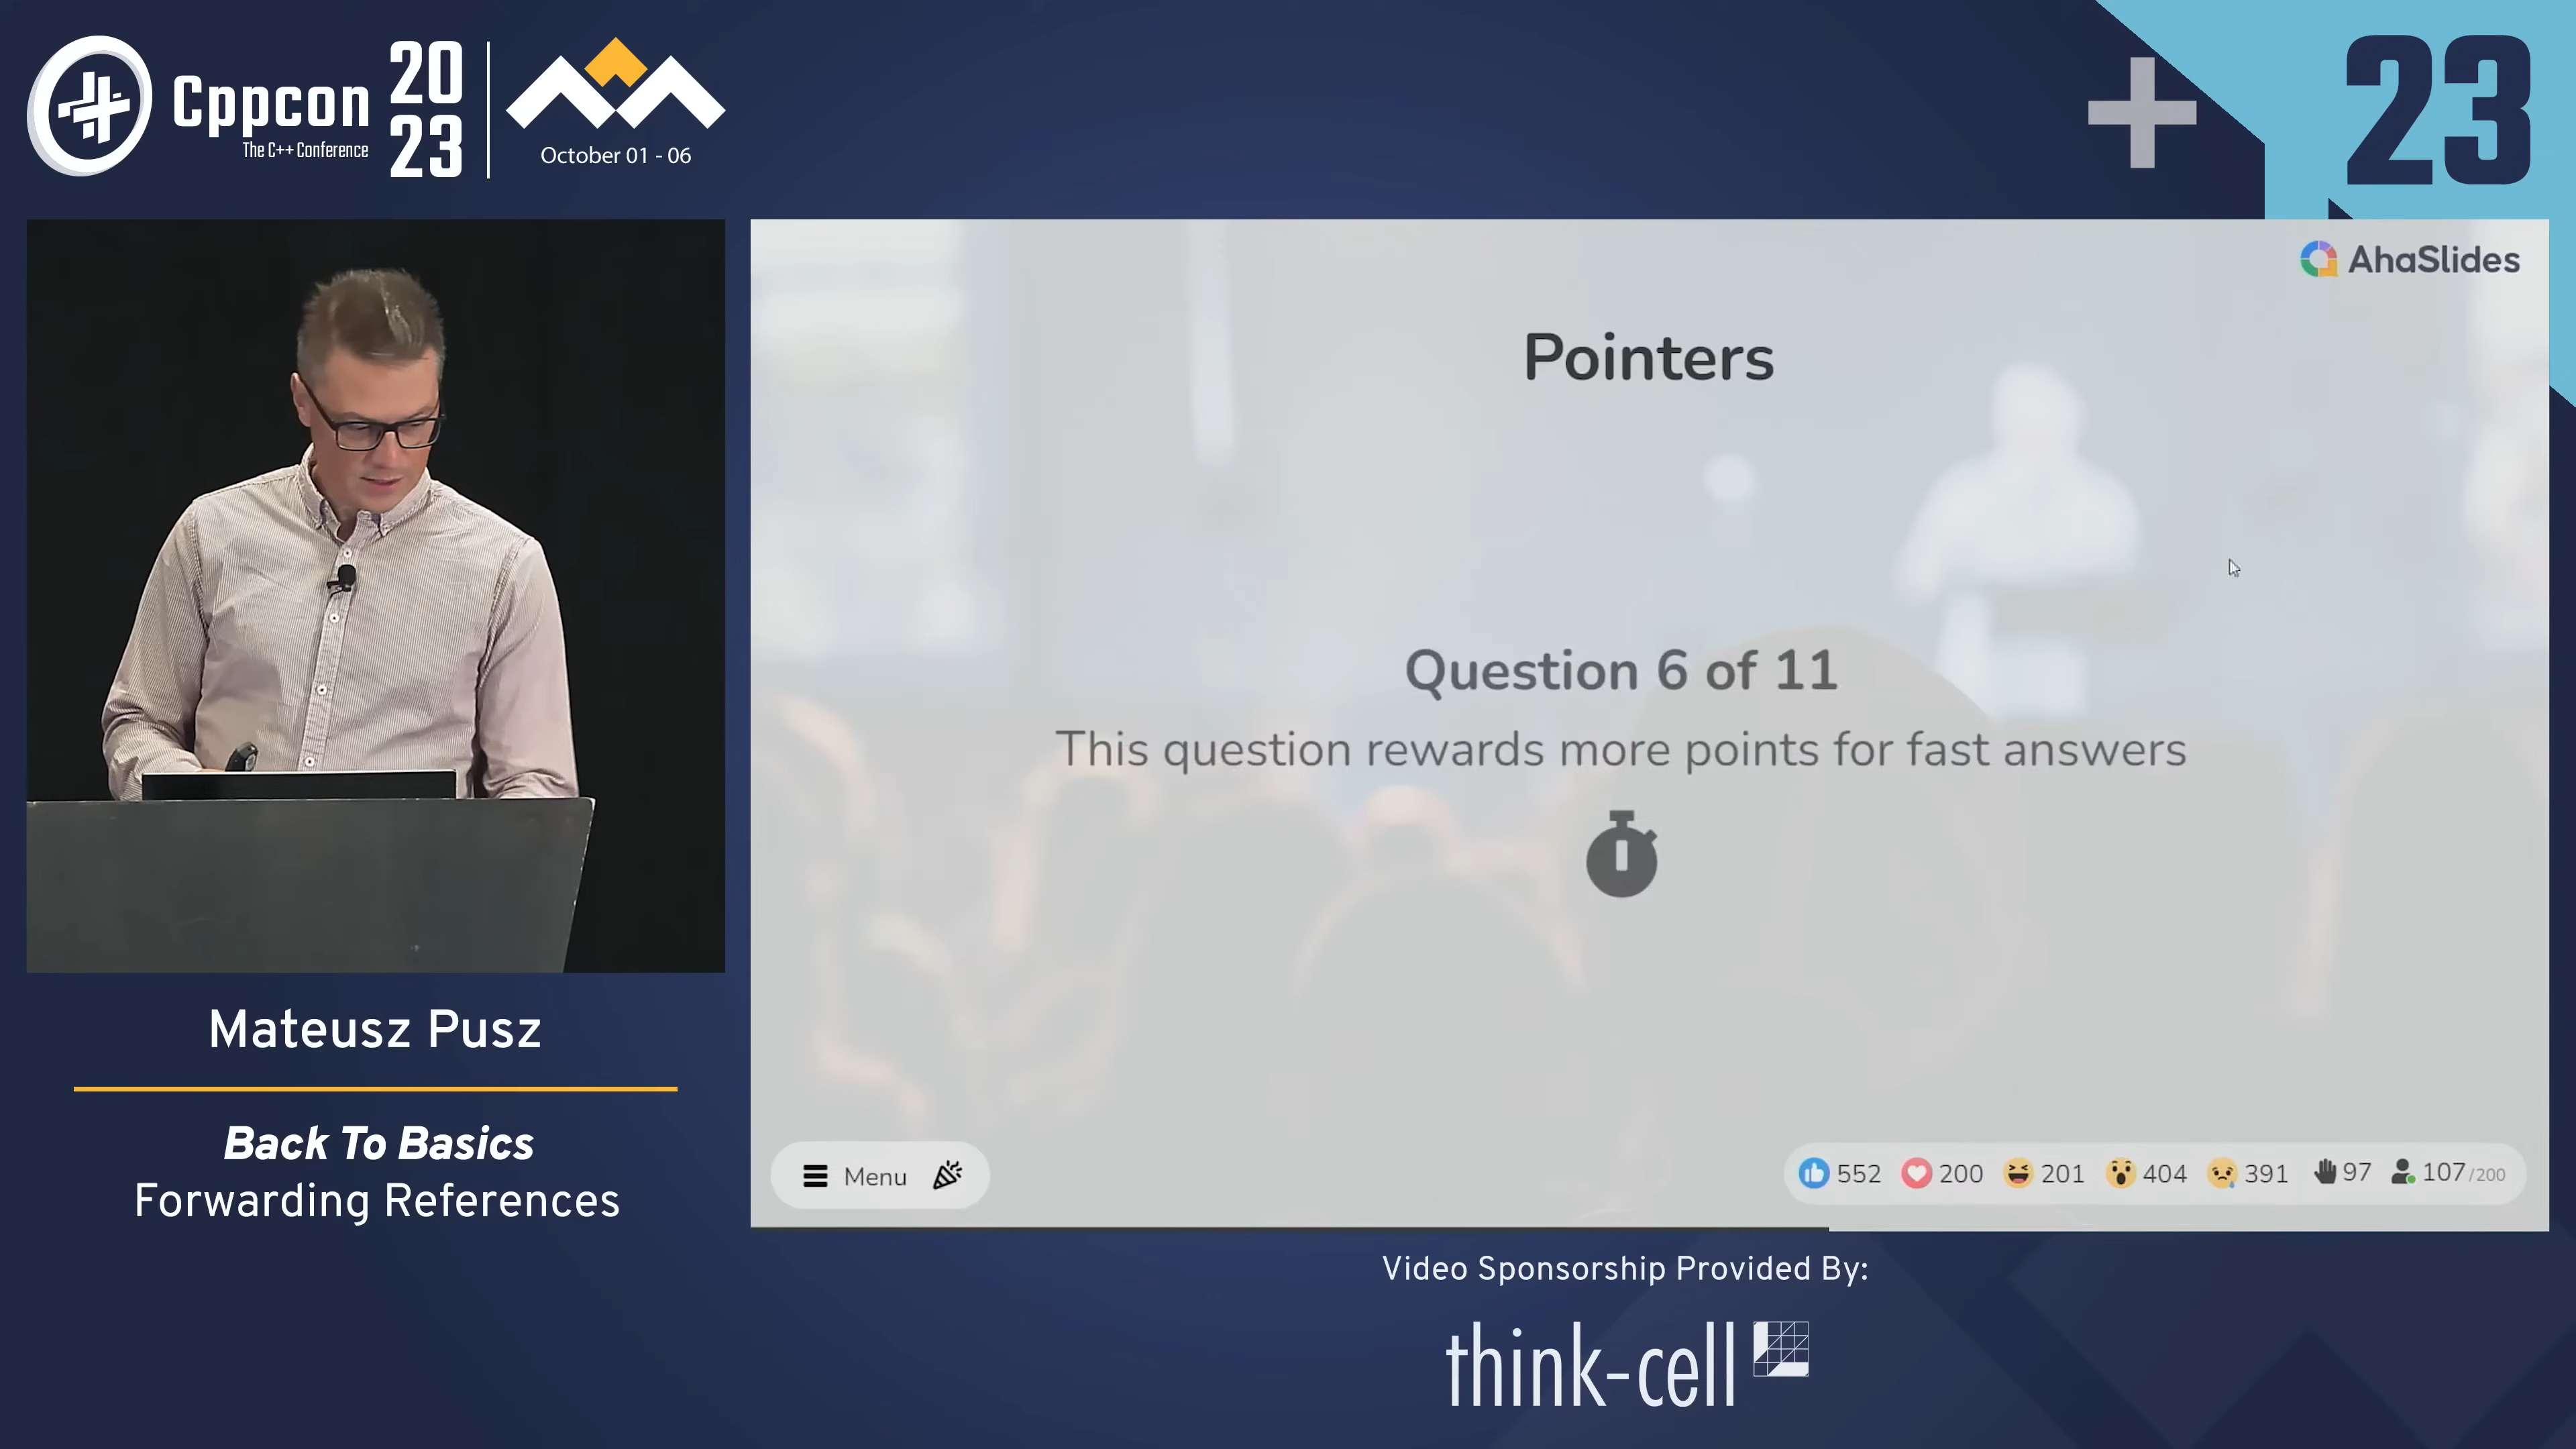 Cppcon
The C++ Conference
20
23
October 01 - 06
23
AhaSlides
Pointers
Question 6 of 11
This question rewards more points for fast answers
Menu
552 200 201 404 391 97 107/200
Mateusz Pusz
Back To Basics
Forwarding References
Video Sponsorship Provided By:
think-cell